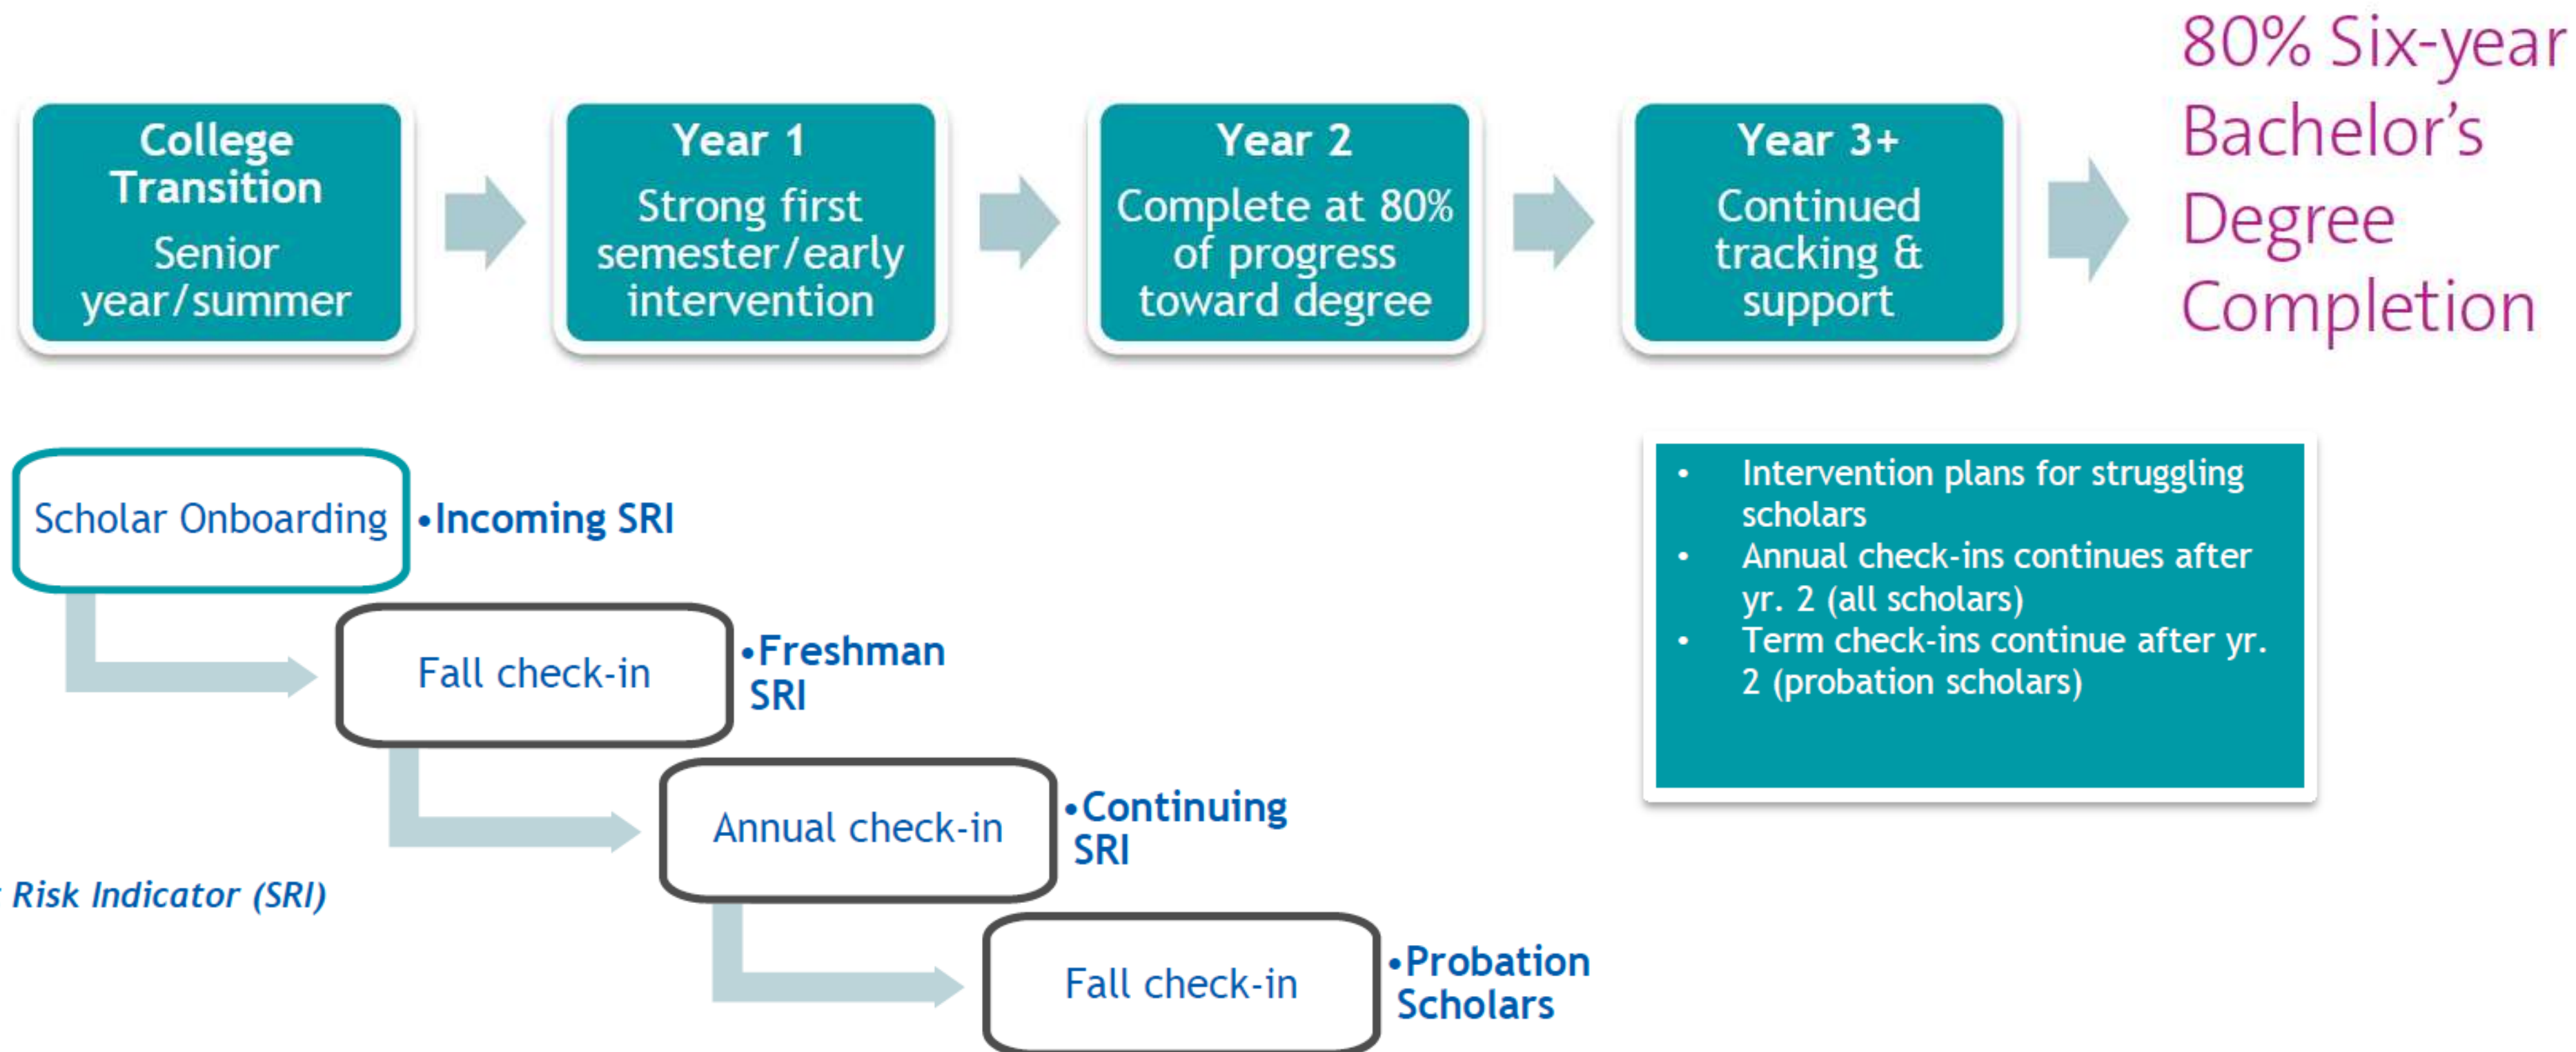 80% Six-year
Bachelor’s
Degree
Completion
College
Transition
Senior
year/summer
Year 1
Strong first
semester/early
intervention
Year 2
Complete at 80%
of progress
toward degree
Year 3+
Continued
tracking &
support
Scholar Onboarding
•Incoming SRI
Fall check-in
•Freshman
SRI
Annual check-in
•Continuing
SRI
Fall check-in
•Probation
Scholars
Risk Indicator (SRI)
• Intervention plans for struggling
scholars
• Annual check-ins continues after
yr. 2 (all scholars)
• Term check-ins continue after yr.
2 (probation scholars)